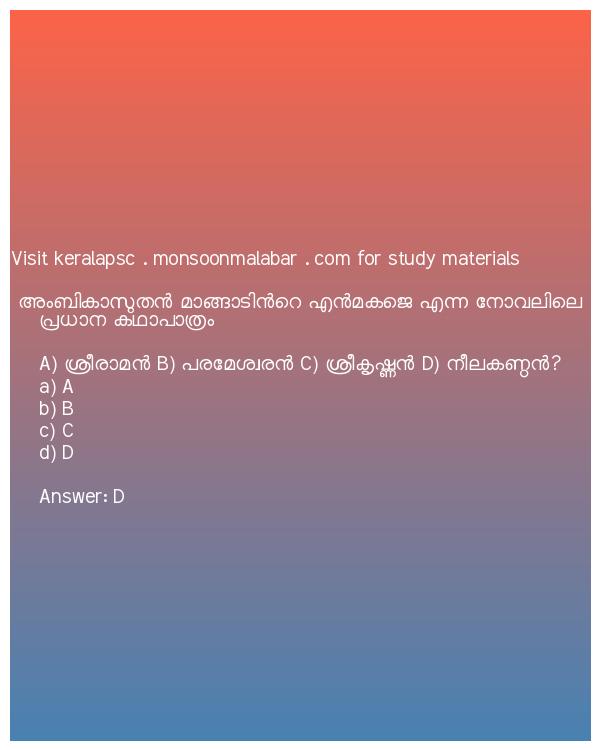 Visit keralapsc . monsoonmalabar . com for study materials
അംബികാസുതൻ മാങ്ങാടിൻറെ എൻമകജെ എന്ന നോവലിലെ
പ്രധാന കഥാപാത്രം
A) ശ്രീരാമൻ B) പരമേശ്വരൻ C) ശ്രീകൃഷ്ണൻ D) നീലകണ്ഠൻ?
a) A
b) B
c) C
d) D
Answer: D